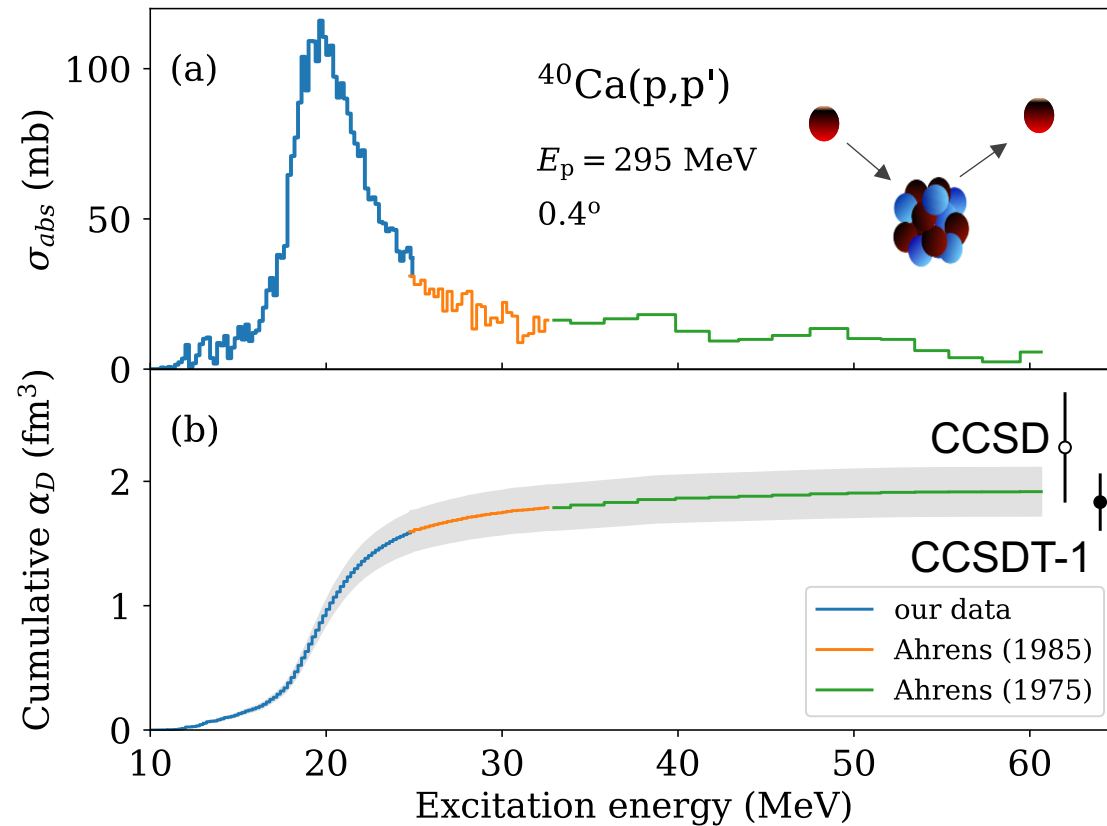 (a)
⁴⁰Ca(p,p')
Eₚ = 295 MeV
0.4°
σ_abs (mb)
100
50
0
(b)
CCSD
CCSDT-1
Cumulative α_D (fm³)
2
1
0
our data
Ahrens (1985)
Ahrens (1975)
10 20 30 40 50 60
Excitation energy (MeV)